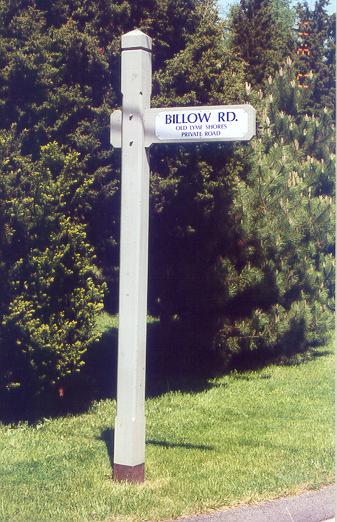 BILLOW RD.
OLD LYME SHORES
PRIVATE ROAD